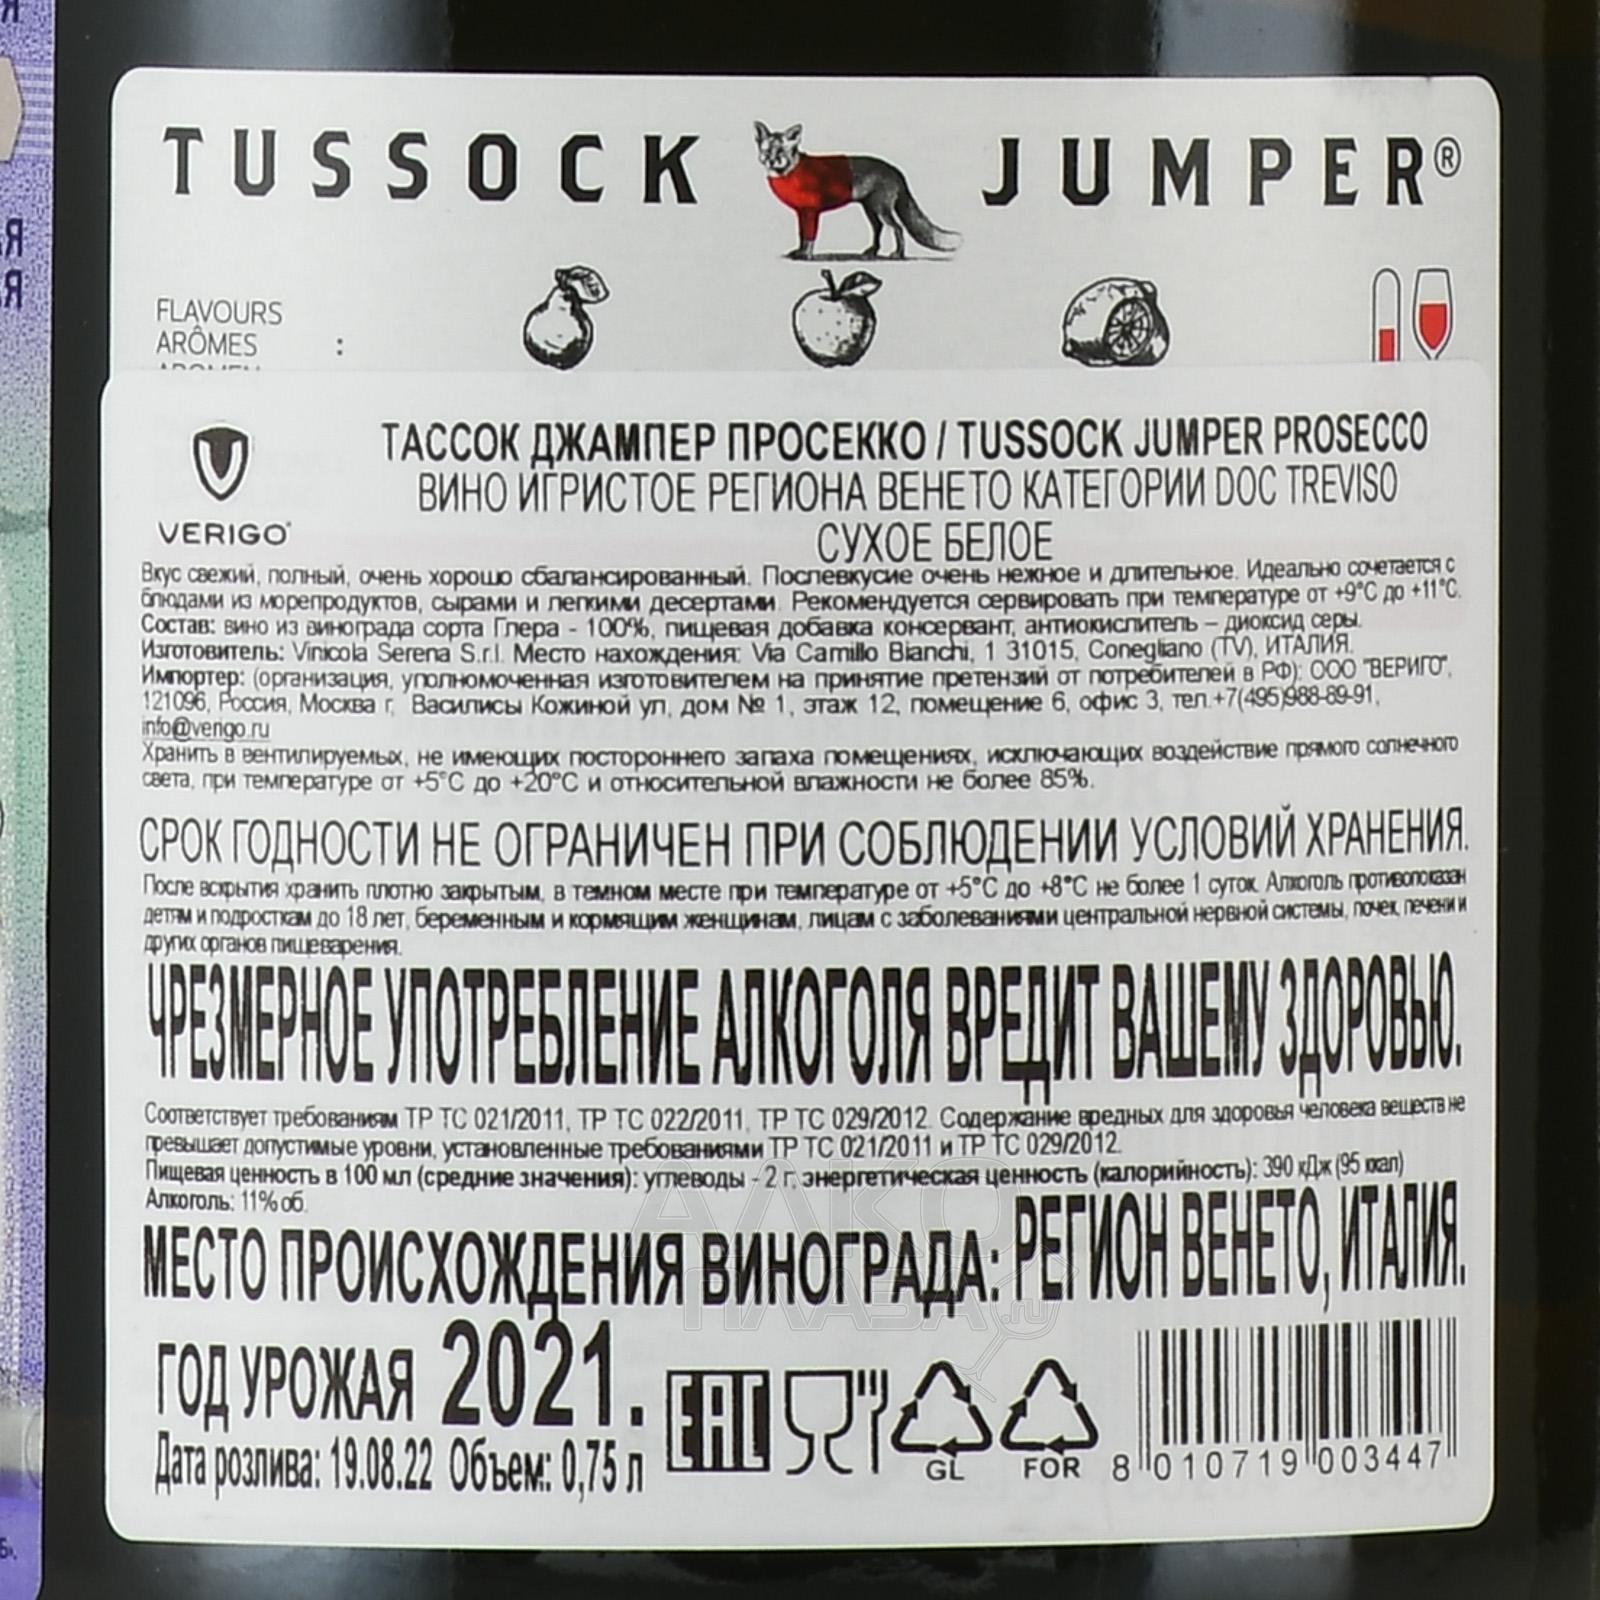 TUSSOCK JUMPER®
FLAVOURS
ARÔMES :
VERIGO
ТАССОК ДЖАМПЕР ПРОСЕККО / TUSSOCK JUMPER PROSECCO
ВИНО ИГРИСТОЕ РЕГИОНА ВЕНЕТО КАТЕГОРИИ DOC TREVISO
СУХОЕ БЕЛОЕ
Вкус свежий, полный, очень хорошо сбалансированный. Послевкусие очень нежное и длительное. Идеально сочетается с
блюдами из морепродуктов, сырами и легкими десертами. Рекомендуется сервировать при температуре от +9°С до +11°С.
Состав: вино из винограда сорта Глера - 100%, пищевая добавка консервант, антиокислитель – диоксид серы.
Изготовитель: Vinicola Serena S.r.l. Место нахождения: Via Camillo Bianchi, 1 31015, Conegliano (TV), ИТАЛИЯ.
Импортер: (организация, уполномоченная изготовителем на принятие претензий от потребителей в РФ): ООО "ВЕРИГО",
121096, Россия, Москва г, Василисы Кожиной ул, дом № 1, этаж 12, помещение 6, офис 3, тел.+7(495)988-89-91,
info@verigo.ru
Хранить в вентилируемых, не имеющих постороннего запаха помещениях, исключающих воздействие прямого солнечного
света, при температуре от +5°С до +20°С и относительной влажности не более 85%.
СРОК ГОДНОСТИ НЕ ОГРАНИЧЕН ПРИ СОБЛЮДЕНИИ УСЛОВИЙ ХРАНЕНИЯ.
После вскрытия хранить плотно закрытым, в темном месте при температуре от +5°С до +8°С не более 1 суток. Алкоголь противопоказан
детям и подросткам до 18 лет, беременным и кормящим женщинам, лицам с заболеваниями центральной нервной системы, почек, печени и
других органов пищеварения.
ЧРЕЗМЕРНОЕ УПОТРЕБЛЕНИЕ АЛКОГОЛЯ ВРЕДИТ ВАШЕМУ ЗДОРОВЬЮ.
Соответствует требованиям ТР ТС 021/2011, ТР ТС 022/2011, ТР ТС 029/2012. Содержание вредных для здоровья человека веществ не
превышает допустимые уровни, установленные требованиями ТР ТС 021/2011 и ТР ТС 029/2012.
Пищевая ценность в 100 мл (средние значения): углеводы - 2 г, энергетическая ценность (калорийность): 390 кДж (95 ккал)
Алкоголь: 11% об.
МЕСТО ПРОИСХОЖДЕНИЯ ВИНОГРАДА: РЕГИОН ВЕНЕТО, ИТАЛИЯ.
АЛКО
ПЛАЗА.ru
ГОД УРОЖАЯ 2021.
Дата розлива: 19.08.22 Объем: 0,75 л
ЕАС
GL
FOR
8 010719 003447